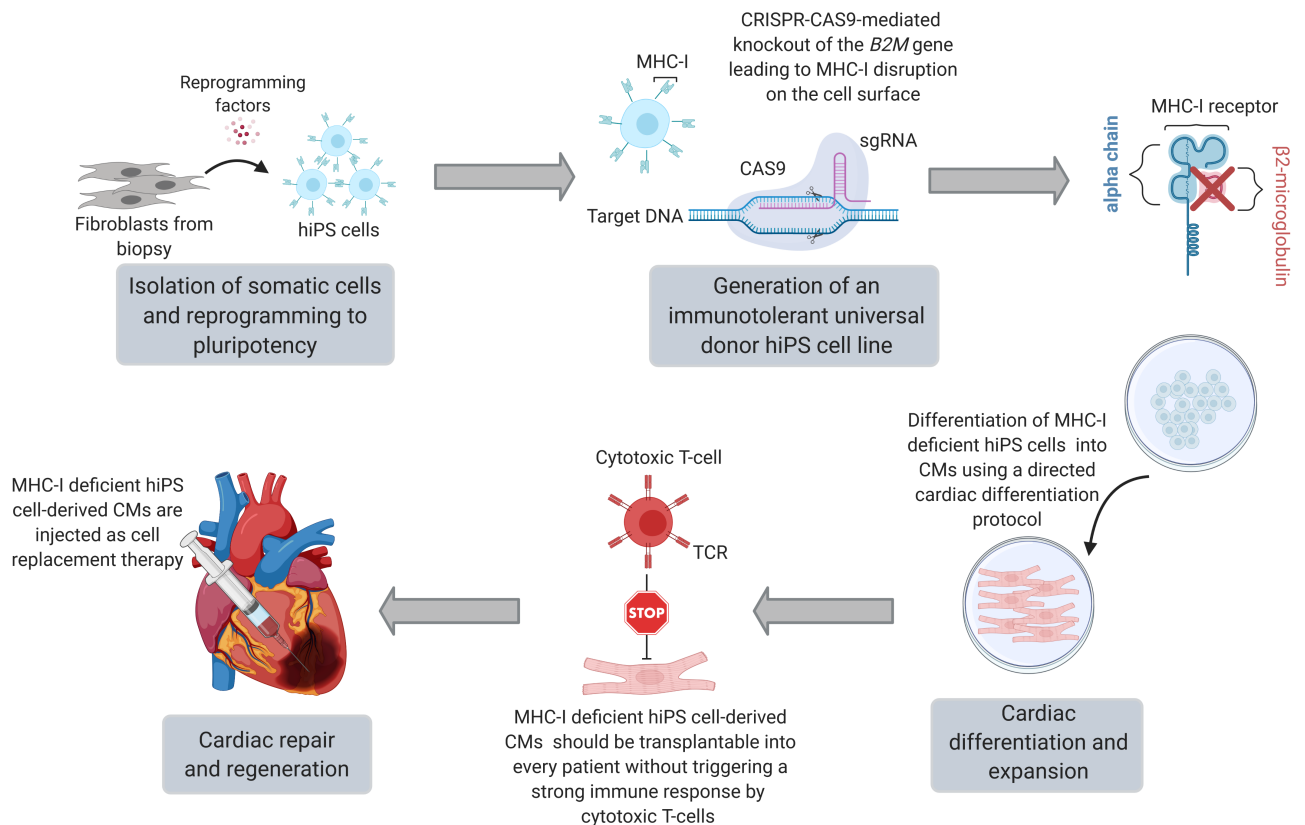 Reprogramming
factors
Fibroblasts from
biopsy
hiPS cells
Isolation of somatic cells
and reprogramming to
pluripotency
MHC-I
CRISPR-CAS9-mediated
knockout of the B2M gene
leading to MHC-I disruption
on the cell surface
CAS9
sgRNA
Target DNA
Generation of an
immunotolerant universal
donor hiPS cell line
MHC-I receptor
alpha chain
β2-microglobulin
Differentiation of MHC-I
deficient hiPS cells into
CMs using a directed
cardiac differentiation
protocol
Cardiac
differentiation and
expansion
Cytotoxic T-cell
TCR
STOP
MHC-I deficient hiPS cell-derived
CMs should be transplantable into
every patient without triggering a
strong immune response by
cytotoxic T-cells
MHC-I deficient hiPS
cell-derived CMs are
injected as cell
replacement therapy
Cardiac repair
and regeneration